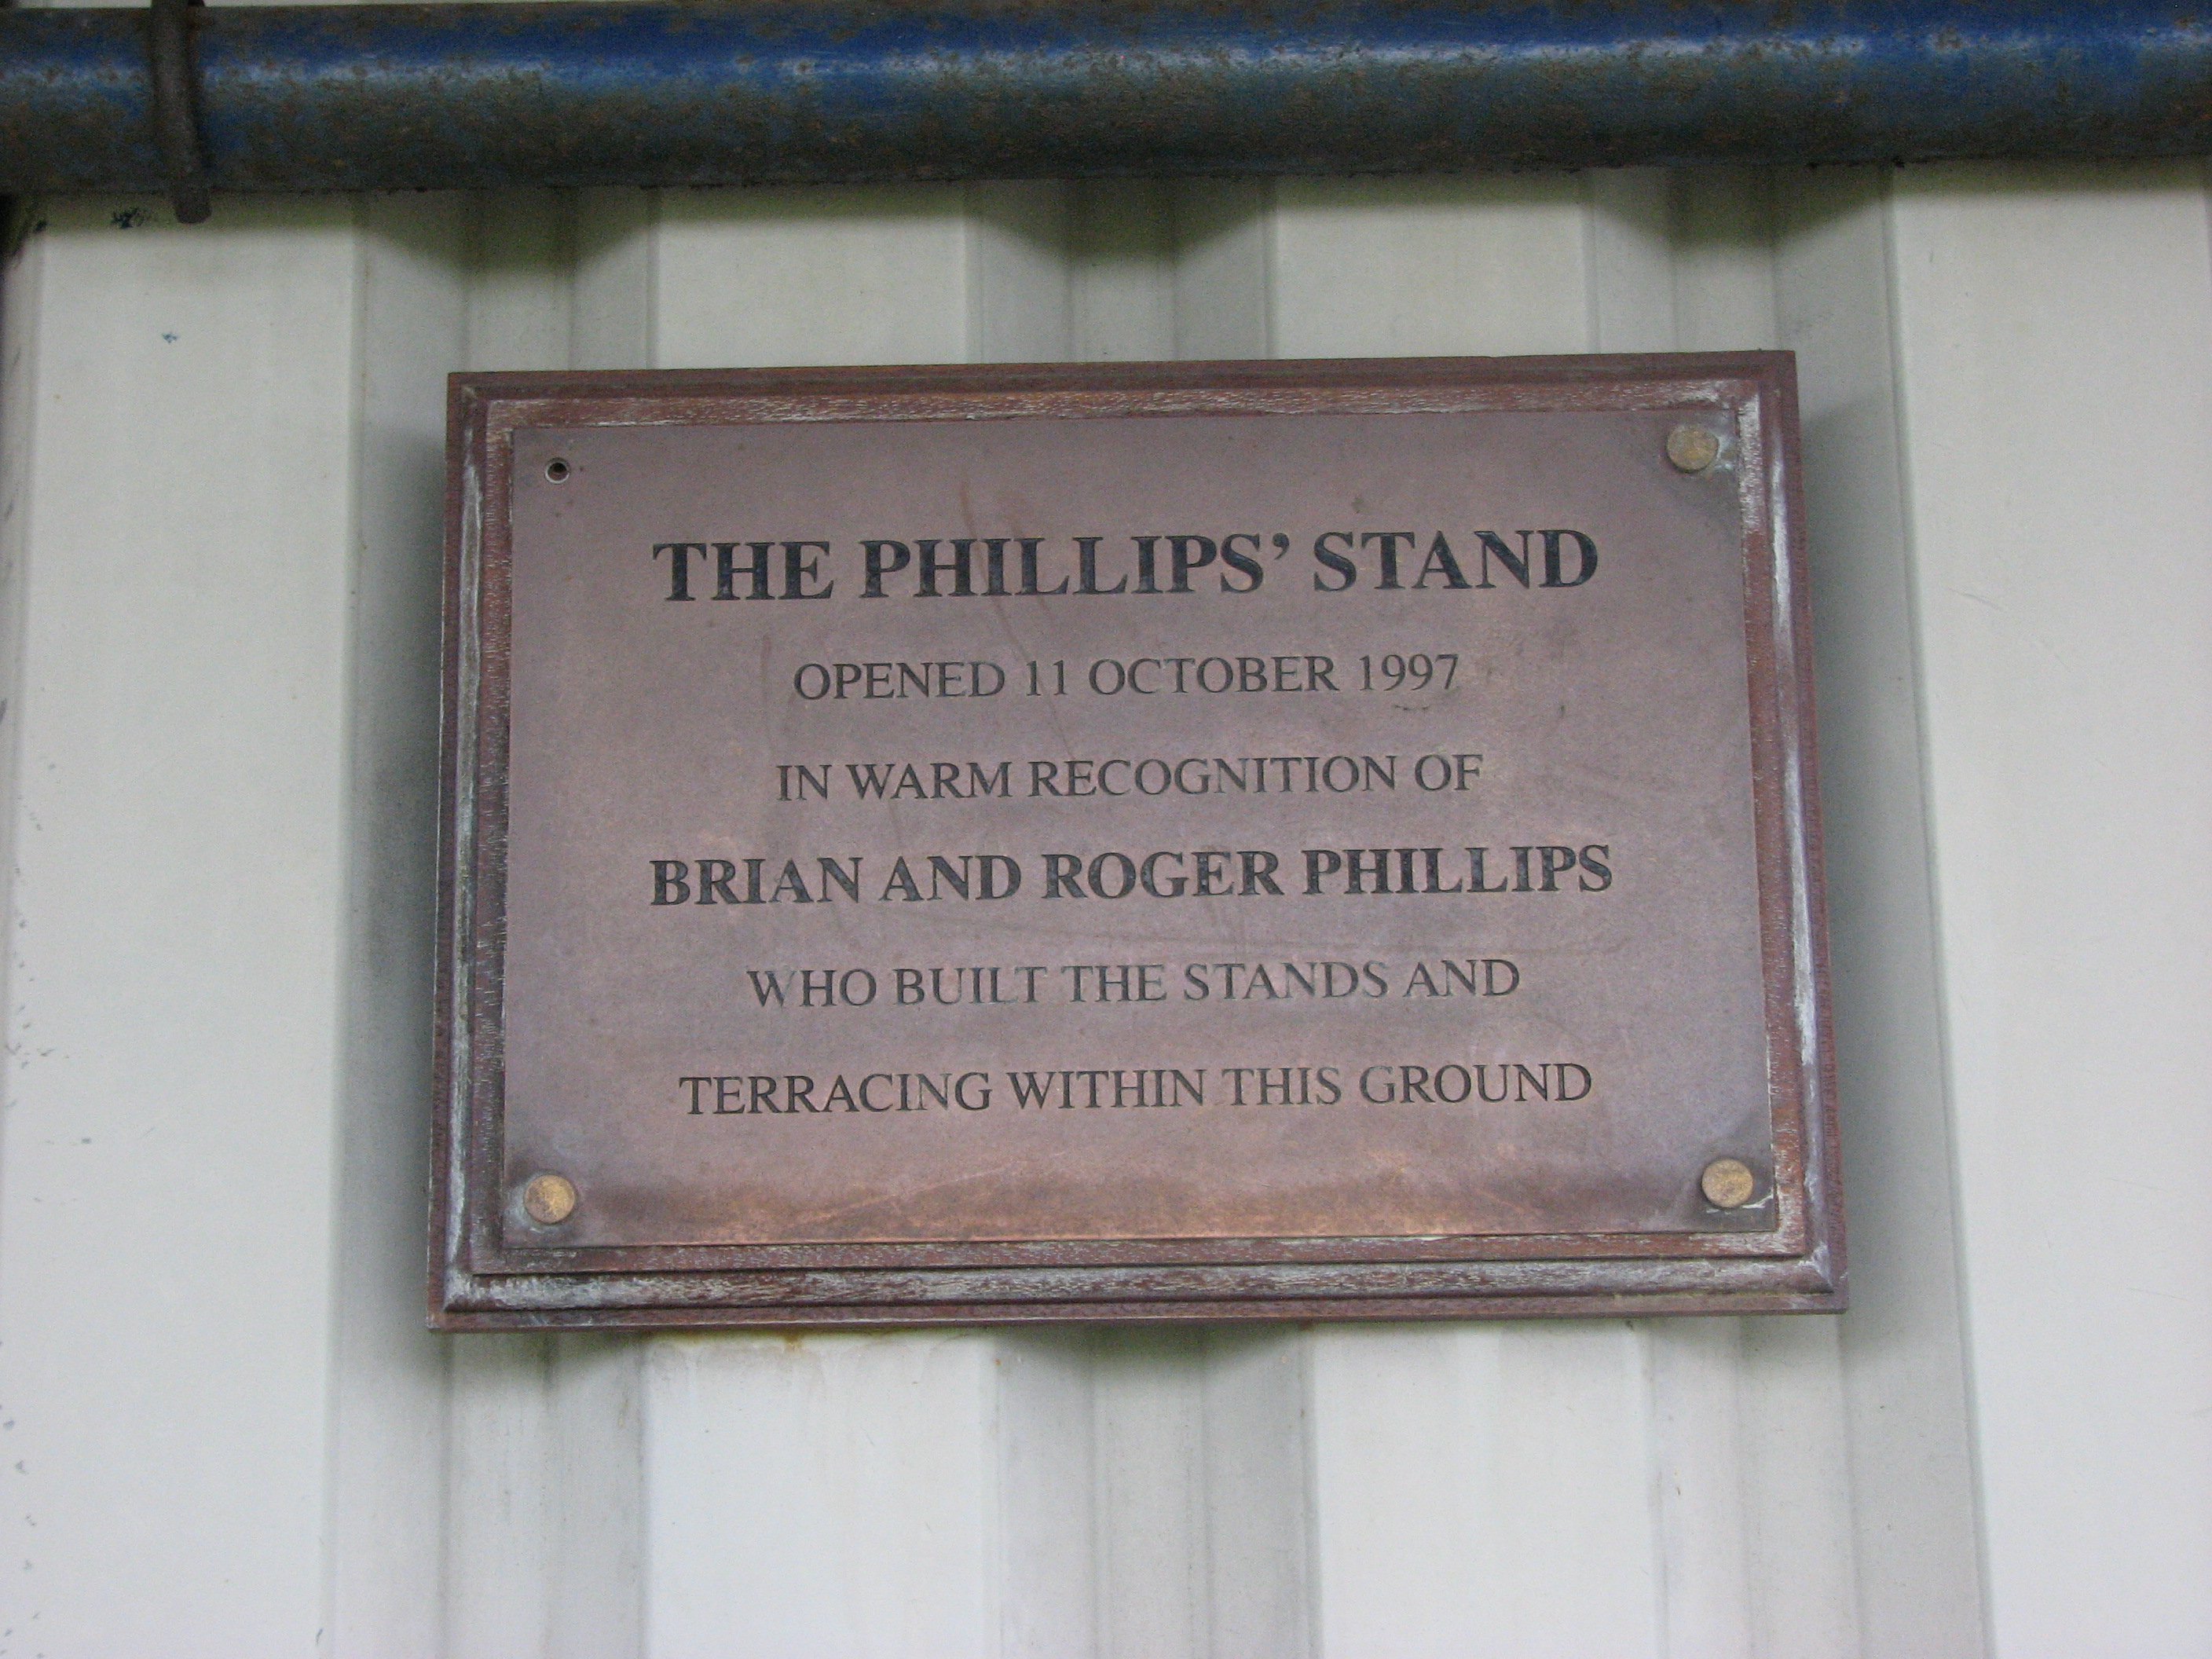 THE PHILLIPS’ STAND
OPENED 11 OCTOBER 1997
IN WARM RECOGNITION OF
BRIAN AND ROGER PHILLIPS
WHO BUILT THE STANDS AND
TERRACING WITHIN THIS GROUND